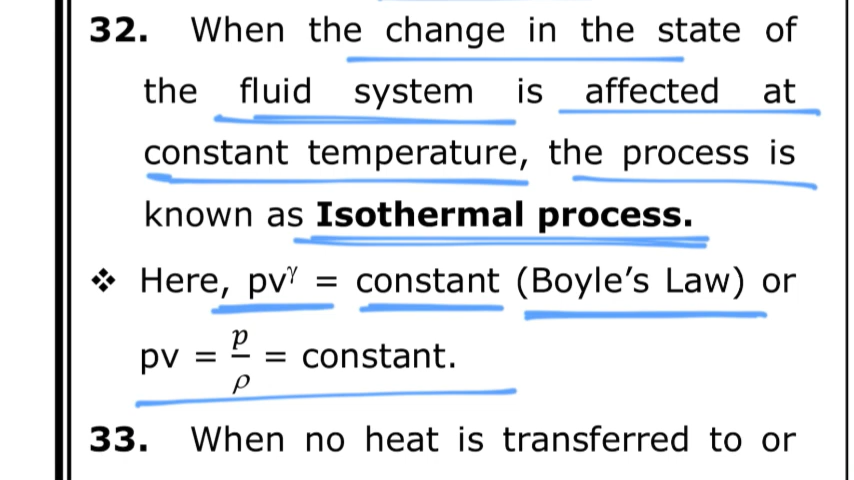 32. When the change in the state of
the fluid system is affected at
constant temperature, the process is
known as Isothermal process.
❖ Here, pvᵞ = constant (Boyle's Law) or
pv = p/ρ = constant.
33. When no heat is transferred to or